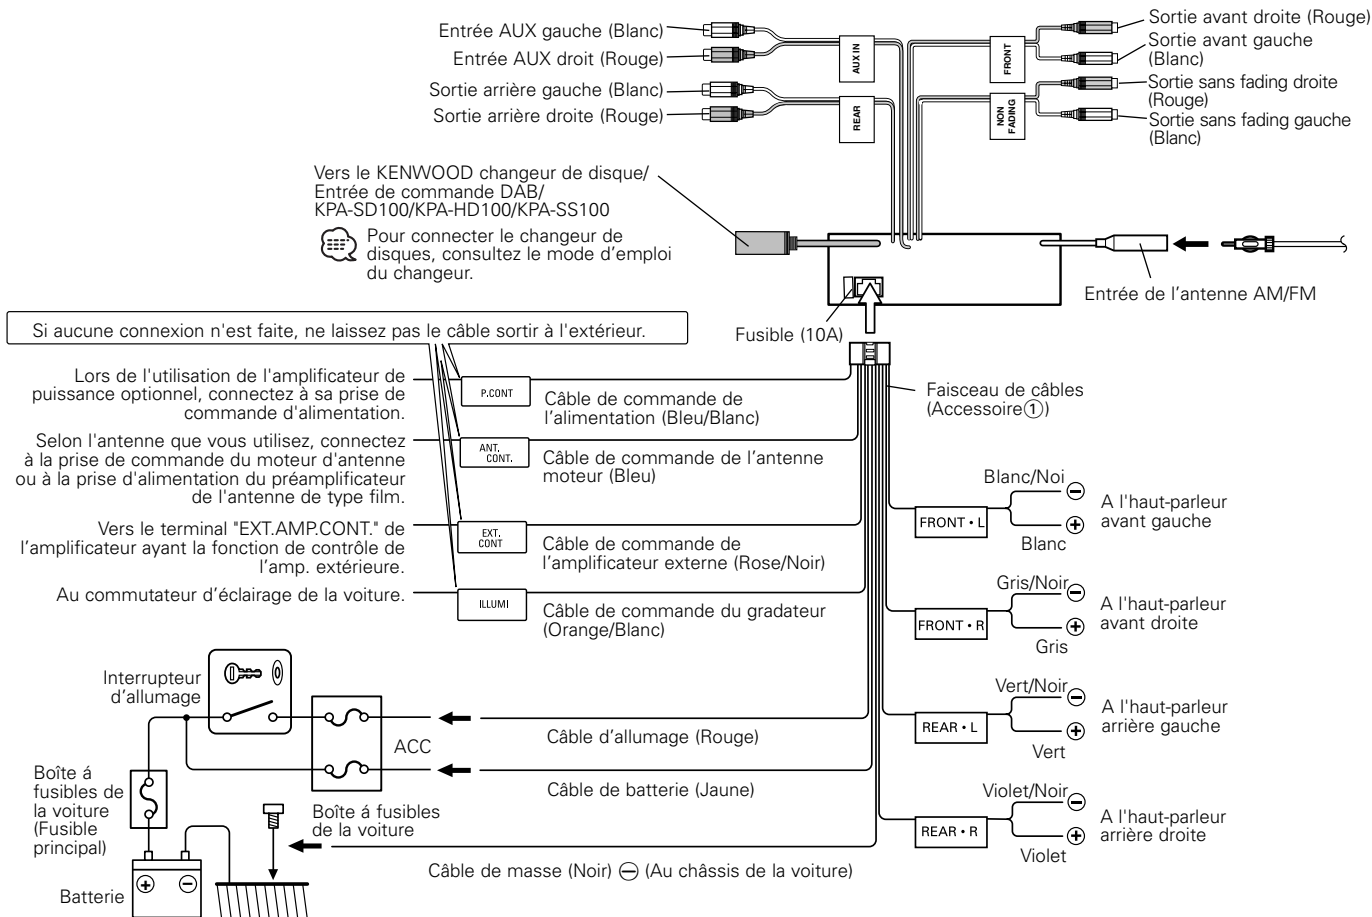 Entrée AUX gauche (Blanc)
Entrée AUX droit (Rouge)
Sortie arrière gauche (Blanc)
Sortie arrière droite (Rouge)
AUX IN
REAR
FRONT
NON
FADING
Sortie avant droite (Rouge)
Sortie avant gauche
(Blanc)
Sortie sans fading droite
(Rouge)
Sortie sans fading gauche
(Blanc)
Vers le KENWOOD changeur de disque/
Entrée de commande DAB/
KPA-SD100/KPA-HD100/KPA-SS100
Pour connecter le changeur de
disques, consultez le mode d'emploi
du changeur.
Entrée de l'antenne AM/FM
Fusible (10A)
Si aucune connexion n'est faite, ne laissez pas le câble sortir à l'extérieur.
Lors de l'utilisation de l'amplificateur de
puissance optionnel, connectez à sa prise de
commande d'alimentation.
P.CONT
Câble de commande de
l'alimentation (Bleu/Blanc)
Faisceau de câbles
(Accessoire①)
Selon l'antenne que vous utilisez, connectez
à la prise de commande du moteur d'antenne
ou à la prise d'alimentation du préamplificateur
de l'antenne de type film.
ANT.
CONT.
Câble de commande de l'antenne
moteur (Bleu)
Vers le terminal "EXT.AMP.CONT." de
l'amplificateur ayant la fonction de contrôle de
l'amp. extérieure.
EXT.
CONT
Câble de commande de
l'amplificateur externe (Rose/Noir)
Au commutateur d'éclairage de la voiture.
ILLUMI
Câble de commande du gradateur
(Orange/Blanc)
Blanc/Noi
⊖
FRONT • L
⊕
Blanc
A l'haut-parleur
avant gauche
Gris/Noir
⊖
FRONT • R
⊕
Gris
A l'haut-parleur
avant droite
Vert/Noir
⊖
REAR • L
⊕
Vert
A l'haut-parleur
arrière gauche
Violet/Noir
⊖
REAR • R
⊕
Violet
A l'haut-parleur
arrière droite
Interrupteur
d'allumage
ACC
Câble d'allumage (Rouge)
Câble de batterie (Jaune)
Boîte á
fusibles de
la voiture
(Fusible
principal)
Boîte á fusibles
de la voiture
Câble de masse (Noir) ⊖ (Au châsis de la voiture)
Batterie
⊕ ⊖